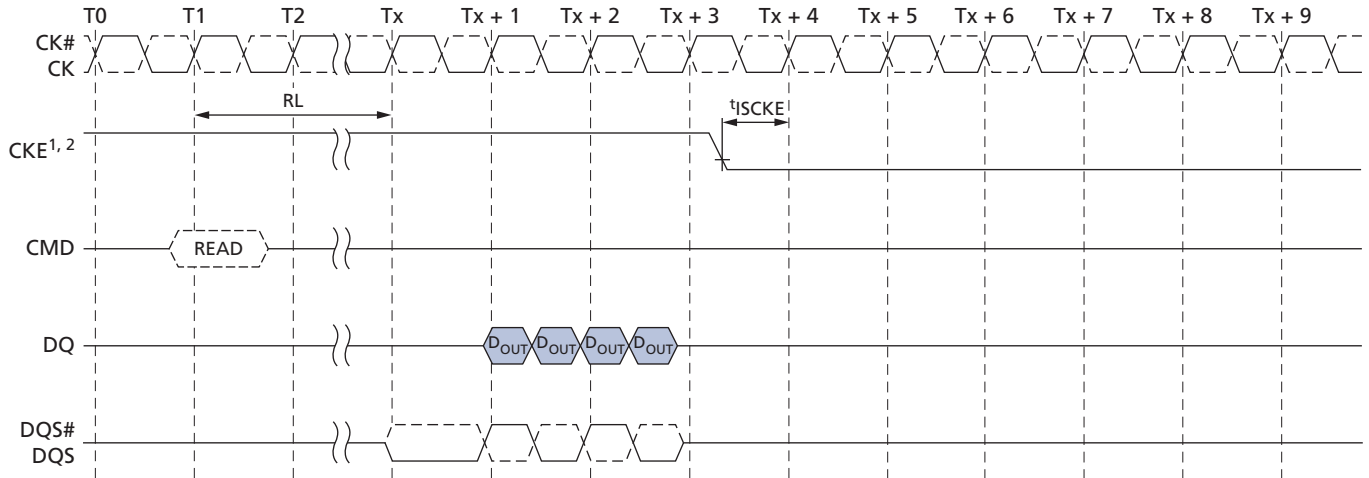 T0 T1 T2 Tx Tx + 1 Tx + 2 Tx + 3 Tx + 4 Tx + 5 Tx + 6 Tx + 7 Tx + 8 Tx + 9
CK#
CK
RL
tISCKE
CKE1, 2
CMD READ
DQ DOUT DOUT DOUT DOUT
DQS#
DQS